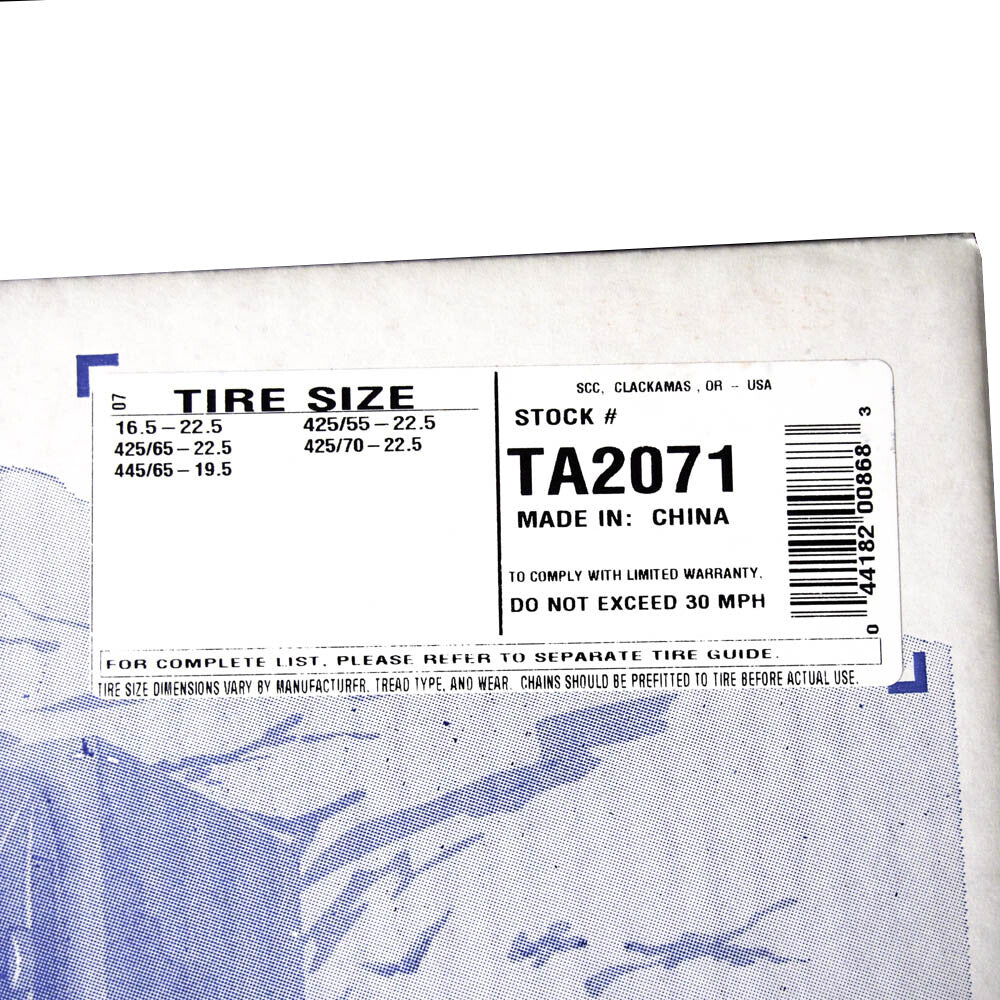 07
TIRE SIZE
16.5 – 22.5 425/55 – 22.5
425/65 – 22.5 425/70 – 22.5
445/65 – 19.5
SCC, CLACKAMAS , OR – USA
STOCK #
TA2071
MADE IN: CHINA
TO COMPLY WITH LIMITED WARRANTY.
DO NOT EXCEED 30 MPH
0 44182 00868 3
FOR COMPLETE LIST, PLEASE REFER TO SEPARATE TIRE GUIDE.
TIRE SIZE DIMENSIONS VARY BY MANUFACTURER, TREAD TYPE, AND WEAR. CHAINS SHOULD BE PREFITTED TO TIRE BEFORE ACTUAL USE.